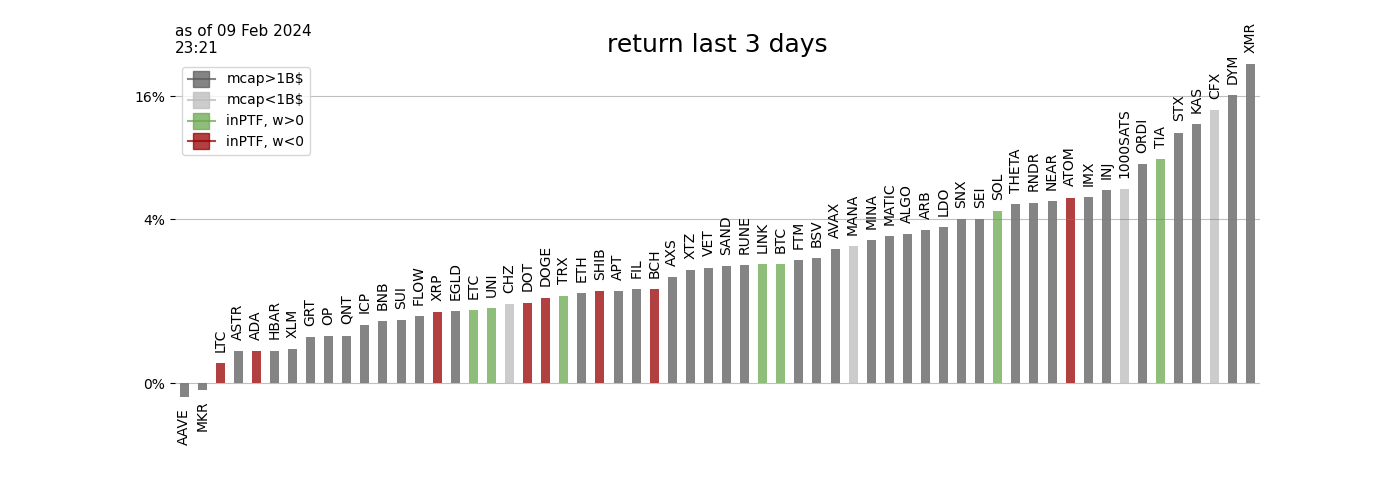 as of 09 Feb 2024
23:21
return last 3 days
mcap>1B$
mcap<1B$
inPTF, w>0
inPTF, w<0
16%
4%
0%
AAVE
MKR
LTC
ASTR
ADA
HBAR
XLM
GRT
OP
QNT
ICP
BNB
SUI
FLOW
XRP
EGLD
ETC
UNI
CHZ
DOT
DOGE
TRX
ETH
SHIB
APT
FIL
BCH
AXS
XTZ
VET
SAND
RUNE
LINK
BTC
FTM
BSV
AVAX
MANA
MINA
MATIC
ALGO
ARB
LDO
SNX
SEI
SOL
THETA
RNDR
NEAR
ATOM
IMX
INJ
1000SATS
ORDI
TIA
STX
KAS
CFX
DYM
XMR